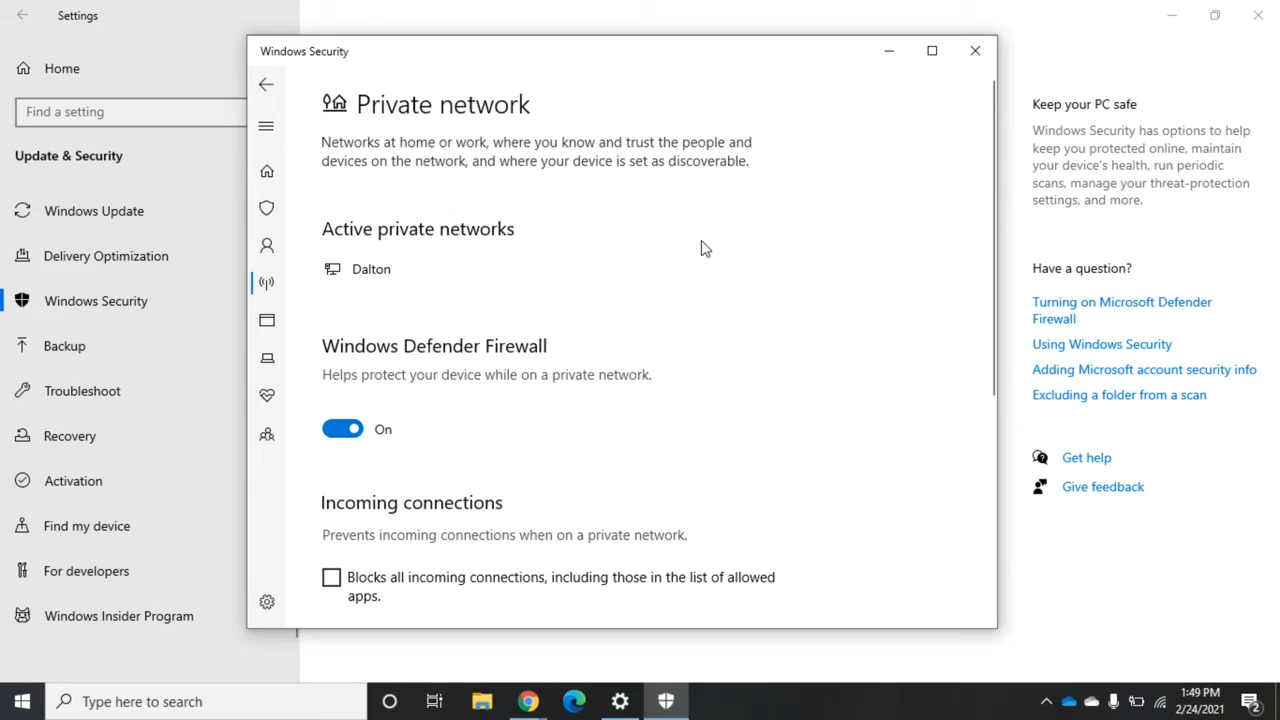 Settings
Home
Find a setting
Update & Security
Windows Update
Delivery Optimization
Windows Security
Backup
Troubleshoot
Recovery
Activation
Find my device
For developers
Windows Insider Program
Windows Security
Private network
Networks at home or work, where you know and trust the people and
devices on the network, and where your device is set as discoverable.
Active private networks
Dalton
Windows Defender Firewall
Helps protect your device while on a private network.
On
Incoming connections
Prevents incoming connections when on a private network.
Blocks all incoming connections, including those in the list of allowed
apps.
Keep your PC safe
Windows Security has options to help
keep you protected online, maintain
your device's health, run periodic
scans, manage your threat-protection
settings, and more.
Have a question?
Turning on Microsoft Defender
Firewall
Using Windows Security
Adding Microsoft account security info
Excluding a folder from a scan
Get help
Give feedback
Type here to search
1:49 PM
2/24/2021
2